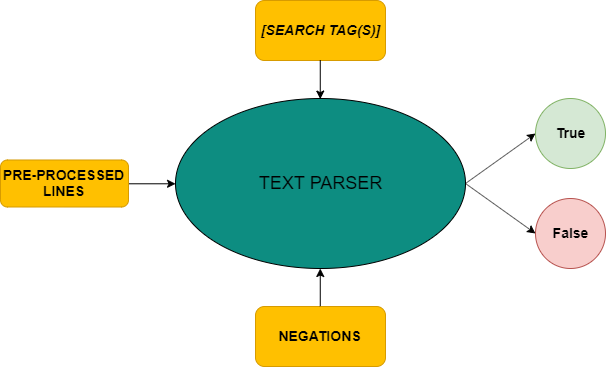 [SEARCH TAG(S)]
PRE-PROCESSED
LINES
TEXT PARSER
True
False
NEGATIONS